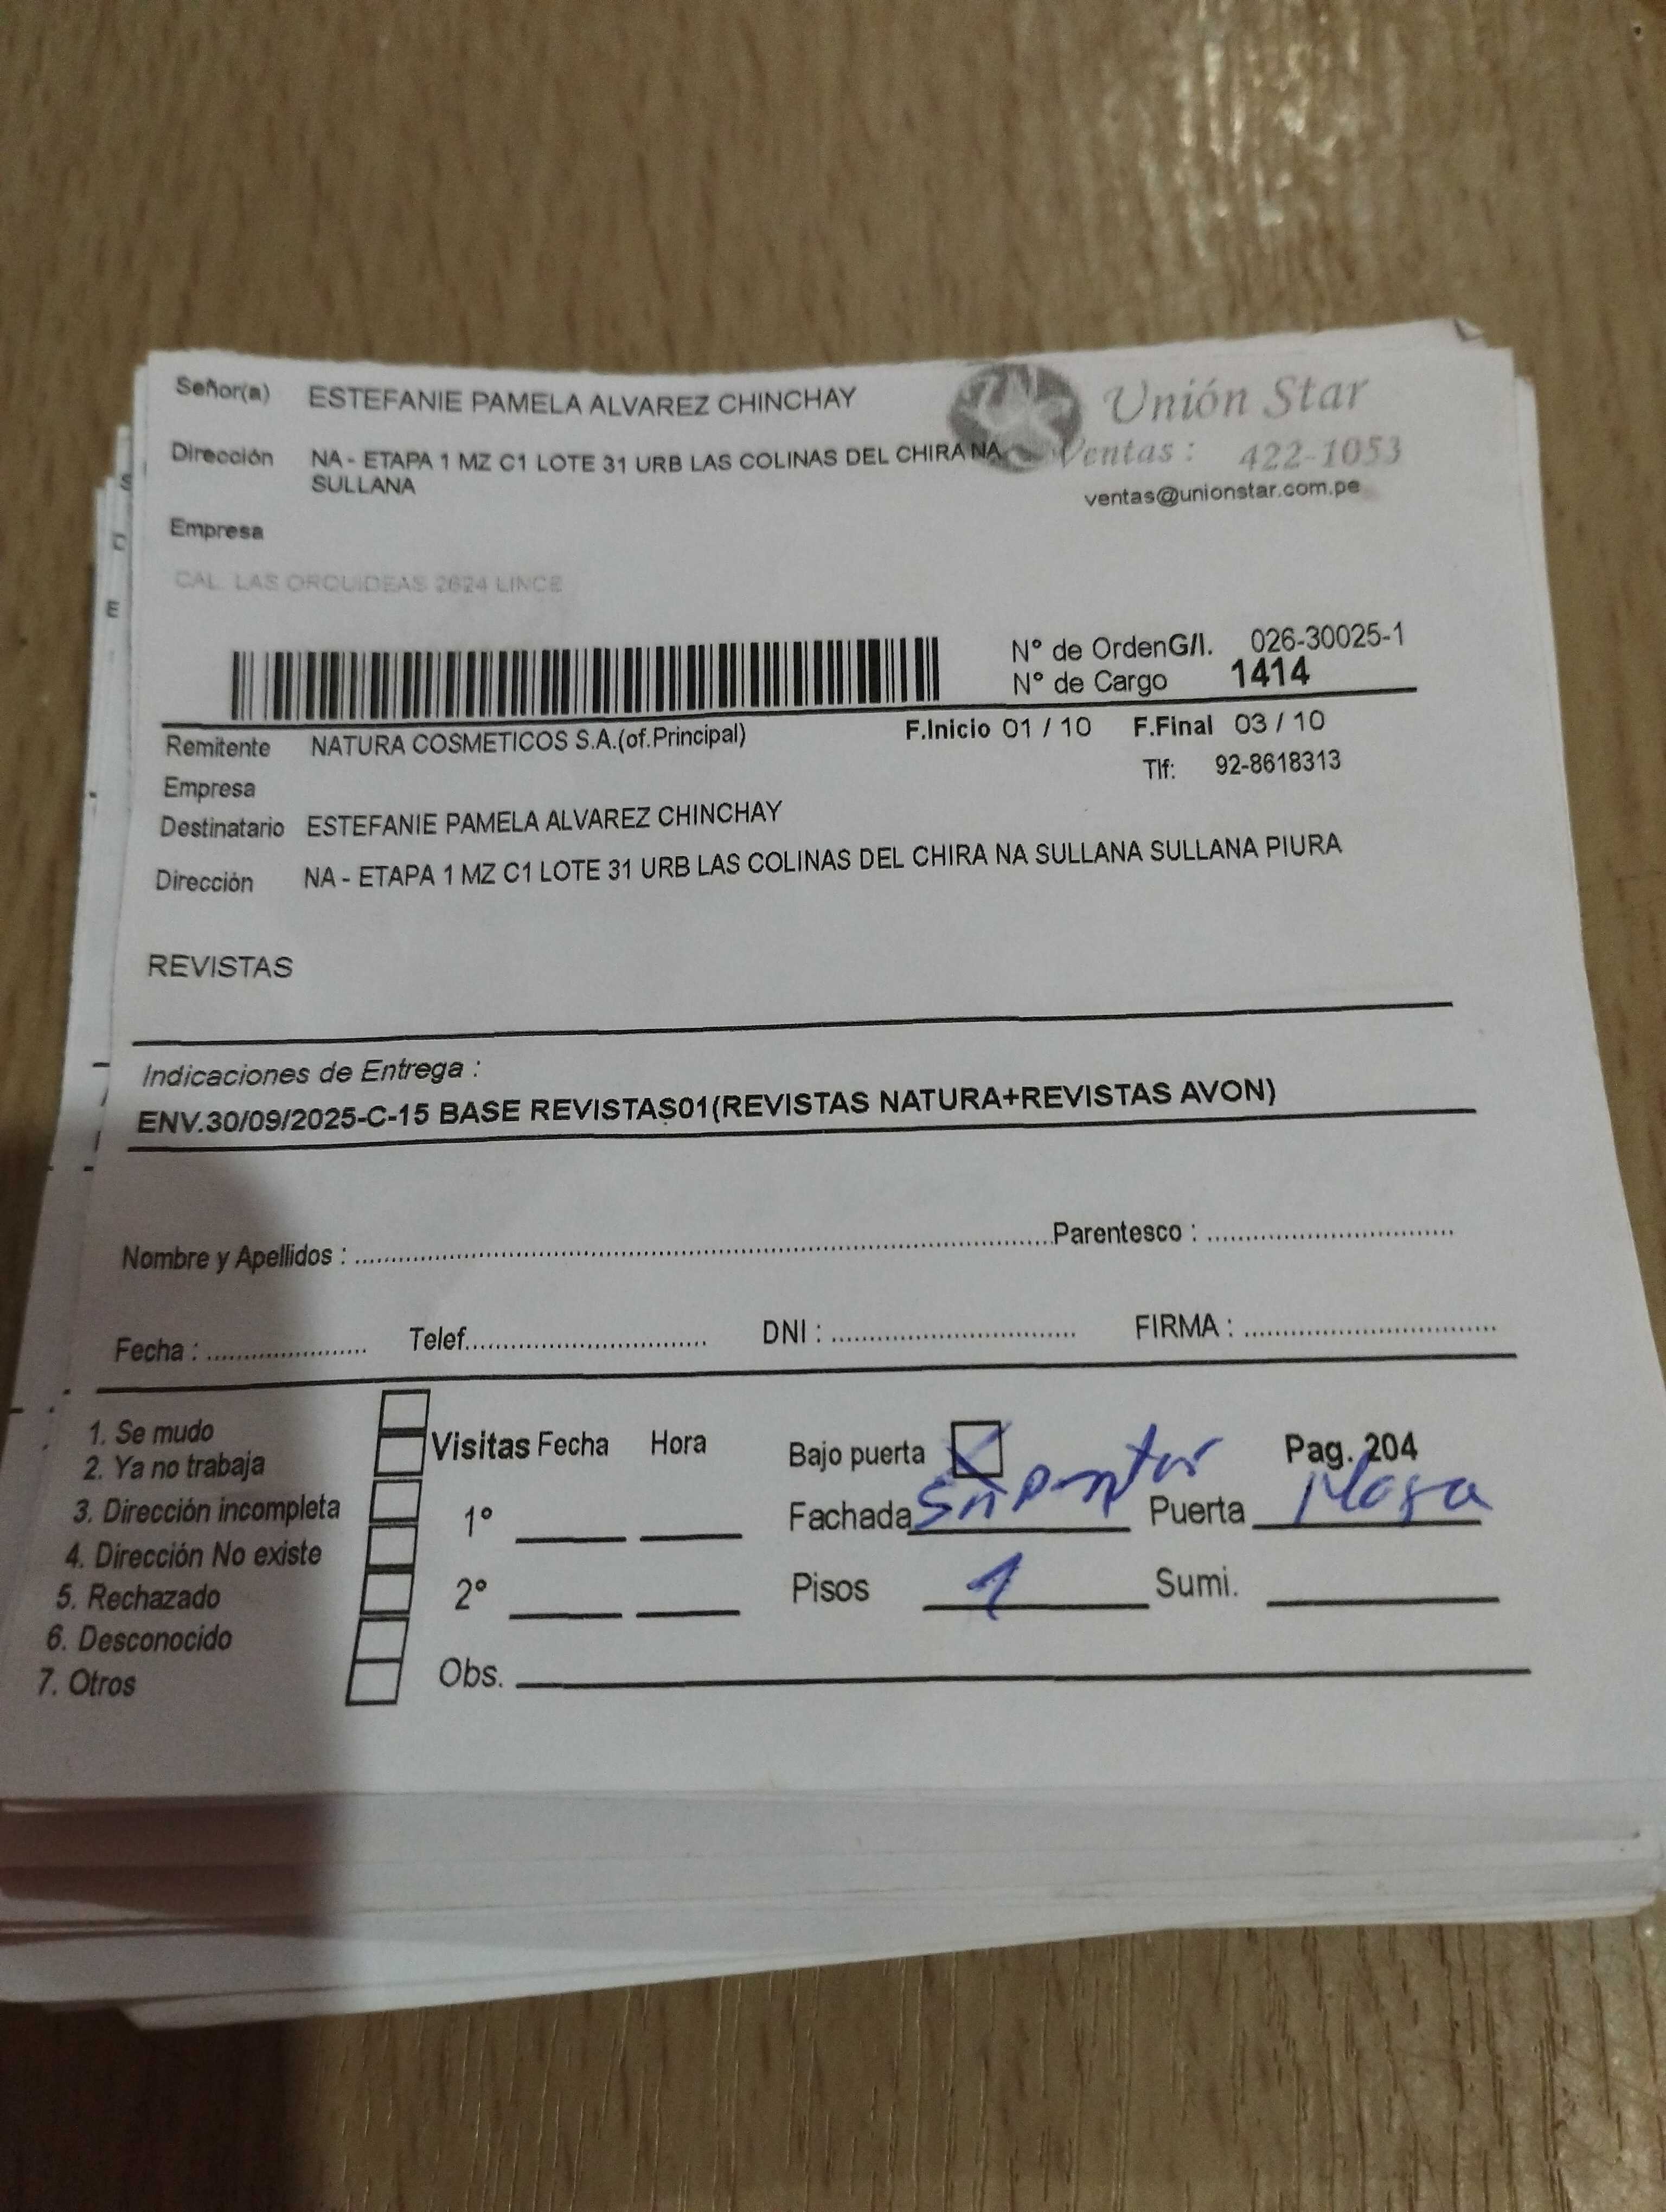 Señor(a) ESTEFANIE PAMELA ALVAREZ CHINCHAY
Unión Star
Dirección NA - ETAPA 1 MZ C1 LOTE 31 URB LAS COLINAS DEL CHIRA NA
SULLANA
Ventas : 422-1053
ventas@unionstar.com.pe
Empresa
CAL. LAS ORQUIDEAS 2624 LINCE
N° de OrdenG/I. 026-30025-1
N° de Cargo 1414
Remitente NATURA COSMETICOS S.A.(of.Principal) F.Inicio 01 / 10 F.Final 03 / 10
Empresa Tlf: 92-8618313
Destinatario ESTEFANIE PAMELA ALVAREZ CHINCHAY
Dirección NA - ETAPA 1 MZ C1 LOTE 31 URB LAS COLINAS DEL CHIRA NA SULLANA SULLANA PIURA
REVISTAS
Indicaciones de Entrega :
ENV.30/09/2025-C-15 BASE REVISTAS01(REVISTAS NATURA+REVISTAS AVON)
Nombre y Apellidos : Parentesco :
Fecha : Telef. DNI : FIRMA :
1. Se mudo
2. Ya no trabaja
3. Dirección incompleta
4. Dirección No existe
5. Rechazado
6. Desconocido
7. Otros
Visitas Fecha Hora
1°
2°
Obs.
Bajo puerta X Pag. 204
Fachada Sin pintar Puerta
Pisos 1 Sumi.